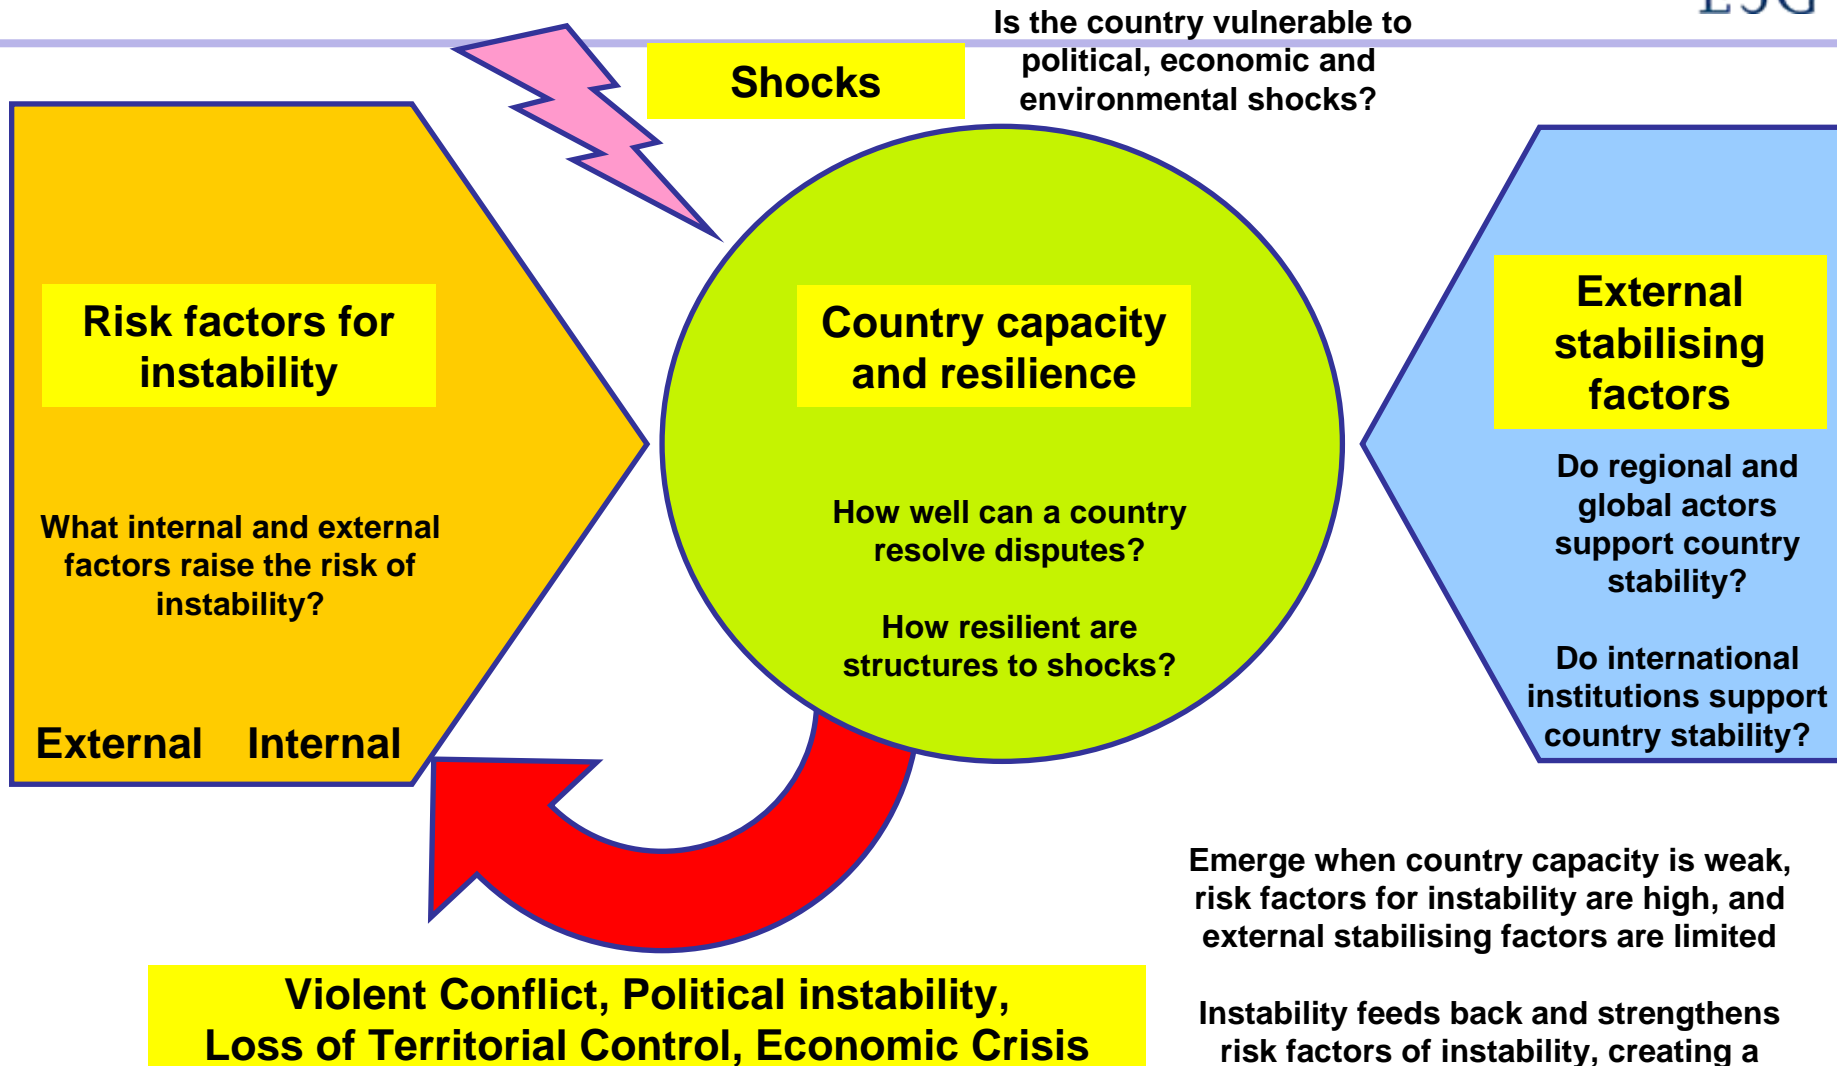 Is the country vulnerable to
political, economic and
environmental shocks?
Shocks
Risk factors for
instability
What internal and external
factors raise the risk of
instability?
External Internal
Country capacity
and resilience
How well can a country
resolve disputes?
How resilient are
structures to shocks?
External
stabilising
factors
Do regional and
global actors
support country
stability?
Do international
institutions support
country stability?
Violent Conflict, Political instability,
Loss of Territorial Control, Economic Crisis
Emerge when country capacity is weak,
risk factors for instability are high, and
external stabilising factors are limited
Instability feeds back and strengthens
risk factors of instability, creating a